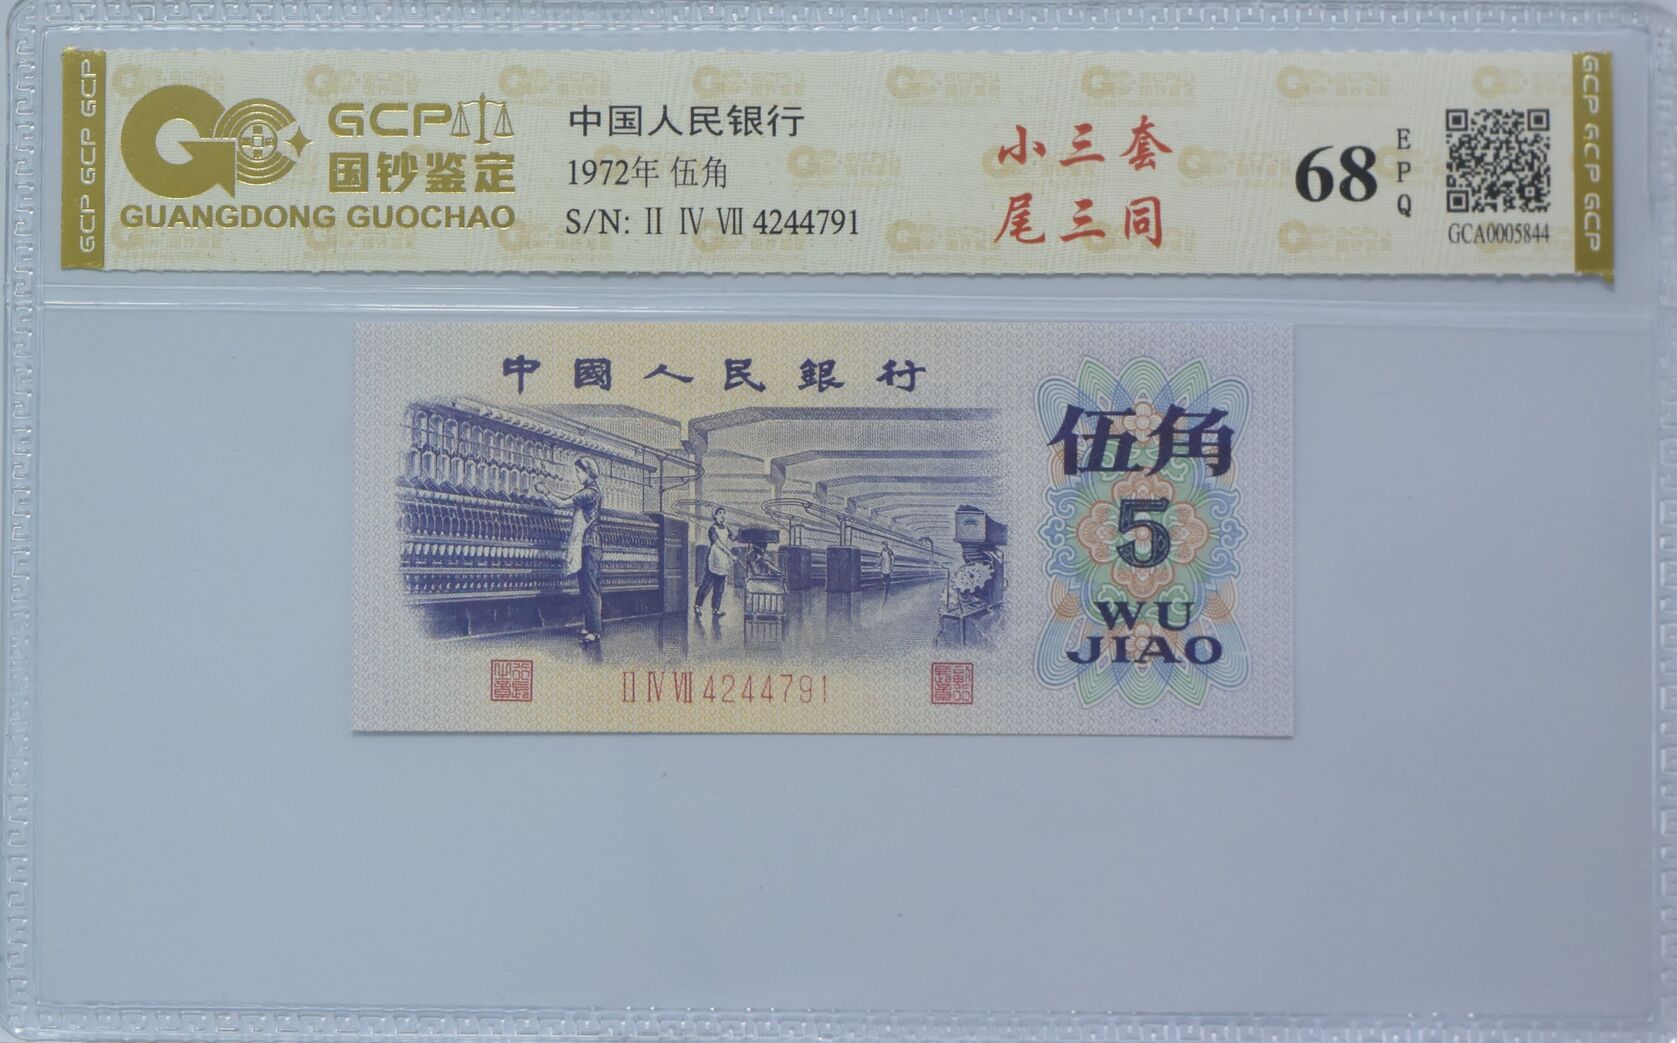 GCP GCP GCP
GCP
国钞鉴定
GUANGDONG GUOCHAO
中国人民银行
1972年 伍角
S/N: Ⅱ Ⅳ Ⅶ 4244791
小三套
尾三同
68
EPQ
GCA0005844
GCP GCP GCP
中國人民銀行
伍角
5
WU
JIAO
Ⅱ Ⅳ Ⅶ 4244791